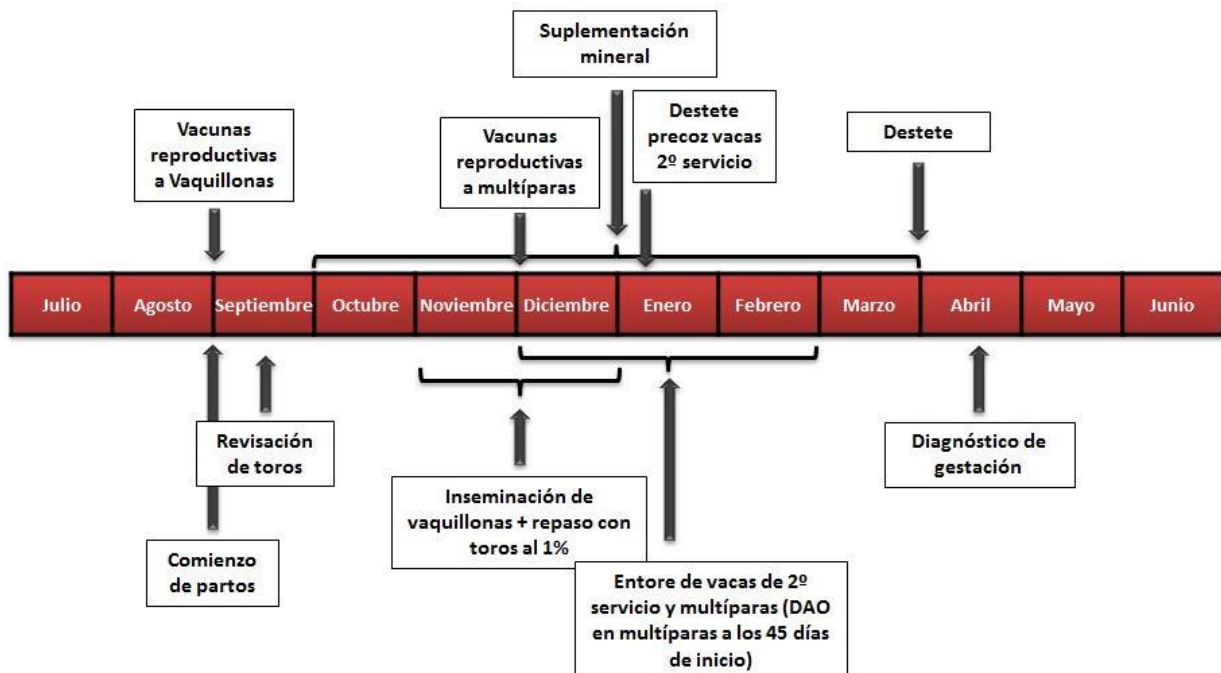 Suplementación
mineral
Vacunas
reproductivas
a Vaquillonas
Vacunas
reproductivas
a multíparas
Destete
precoz vacas
2º servicio
Destete
Julio
Agosto
Septiembre
Octubre
Noviembre
Diciembre
Enero
Febrero
Marzo
Abril
Mayo
Junio
Revisación
de toros
Comienzo
de partos
Inseminación de
vaquillonas + repaso con
toros al 1%
Entore de vacas de 2º
servicio y multíparas (DAO
en multíparas a los 45 días
de inicio)
Diagnóstico de
gestación